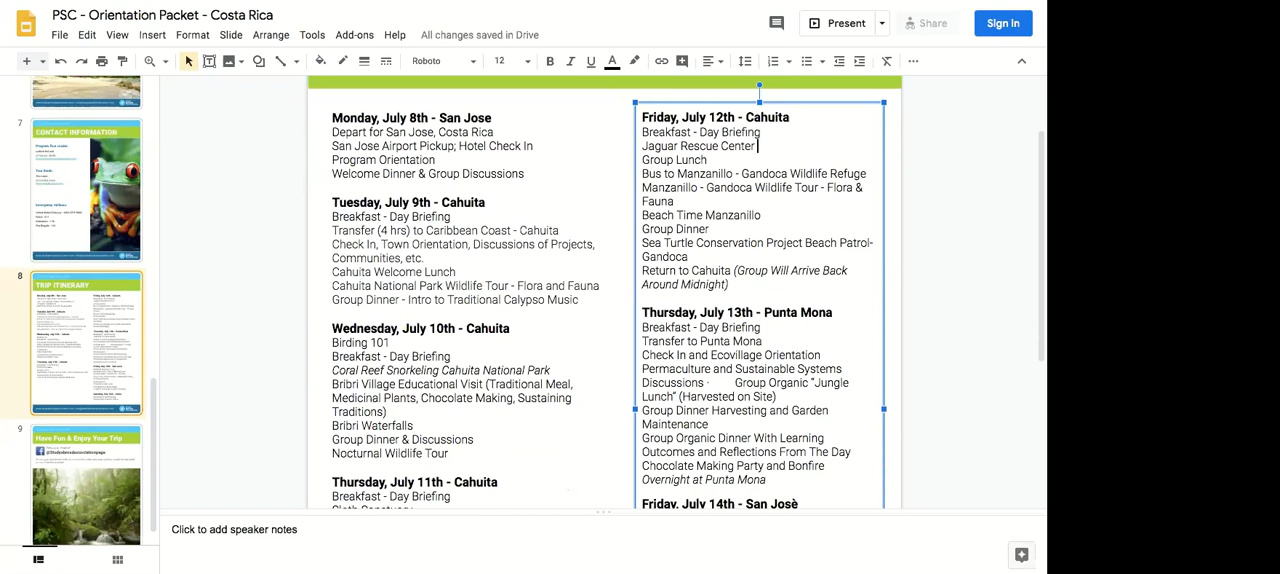 PSC - Orientation Packet - Costa Rica
File Edit View Insert Format Slide Arrange Tools Add-ons Help All changes saved in Drive
Present
Share
Sign in
Roboto
12
7
CONTACT INFORMATION
8
TRIP ITINERARY
9
Have Fun & Enjoy Your Trip
Monday, July 8th - San Jose
Depart for San Jose, Costa Rica
San Jose Airport Pickup; Hotel Check In
Program Orientation
Welcome Dinner & Group Discussions
Tuesday, July 9th - Cahuita
Breakfast - Day Briefing
Transfer (4 hrs) to Caribbean Coast - Cahuita
Check In, Town Orientation, Discussions of Projects,
Communities, etc.
Cahuita Welcome Lunch
Cahuita National Park Wildlife Tour - Flora and Fauna
Group Dinner - Intro to Traditional Calypso Music
Wednesday, July 10th - Cahuita
Birding 101
Breakfast - Day Briefing
Coral Reef Snorkeling Cahuita National Park
Bribri Village Educational Visit (Traditional Meal,
Medicinal Plants, Chocolate Making, Sustaining
Traditions)
Bribri Waterfalls
Group Dinner & Discussions
Nocturnal Wildlife Tour
Thursday, July 11th - Cahuita
Breakfast - Day Briefing
Friday, July 12th - Cahuita
Breakfast - Day Briefing
Jaguar Rescue Center
Group Lunch
Bus to Manzanillo - Gandoca Wildlife Refuge
Manzanillo - Gandoca Wildlife Tour - Flora &
Fauna
Beach Time Manzanillo
Group Dinner
Sea Turtle Conservation Project Beach Patrol-
Gandoca
Return to Cahuita (Group Will Arrive Back
Around Midnight)
Thursday, July 13th - Punta Mona
Breakfast - Day Briefing
Transfer to Punta Mona
Check In and Ecovillage Orientation
Permaculture and Sustainable Systems
Discussions · Group Organic “Jungle
Lunch” (Harvested on Site)
Group Dinner Harvesting and Garden
Maintenance
Group Organic Dinner With Learning
Outcomes and Reflections From The Day
Chocolate Making Party and Bonfire
Overnight at Punta Mona
Friday, July 14th - San Josè
Click to add speaker notes